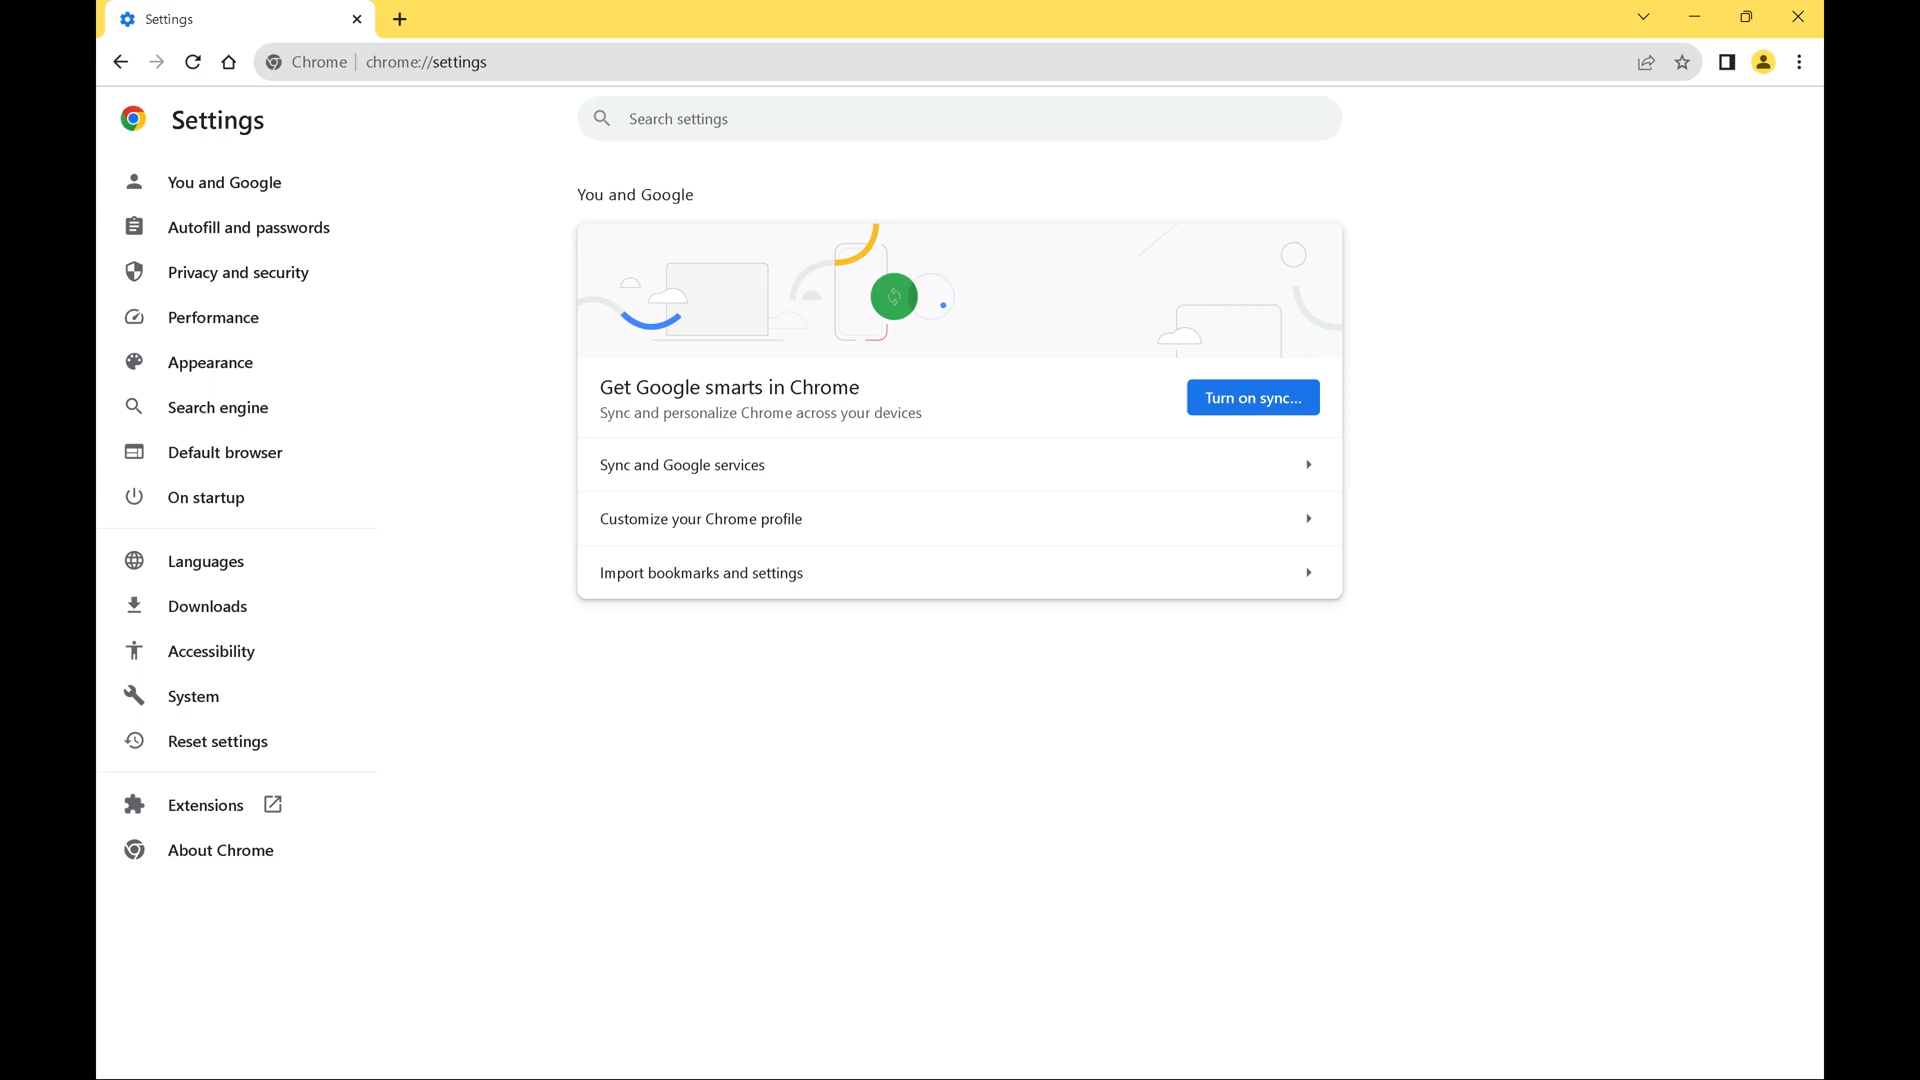 Settings
Chrome chrome://settings
Settings
Search settings
You and Google
Autofill and passwords
Privacy and security
Performance
Appearance
Search engine
Default browser
On startup
Languages
Downloads
Accessibility
System
Reset settings
Extensions
About Chrome
You and Google
Get Google smarts in Chrome
Sync and personalize Chrome across your devices
Turn on sync...
Sync and Google services
Customize your Chrome profile
Import bookmarks and settings